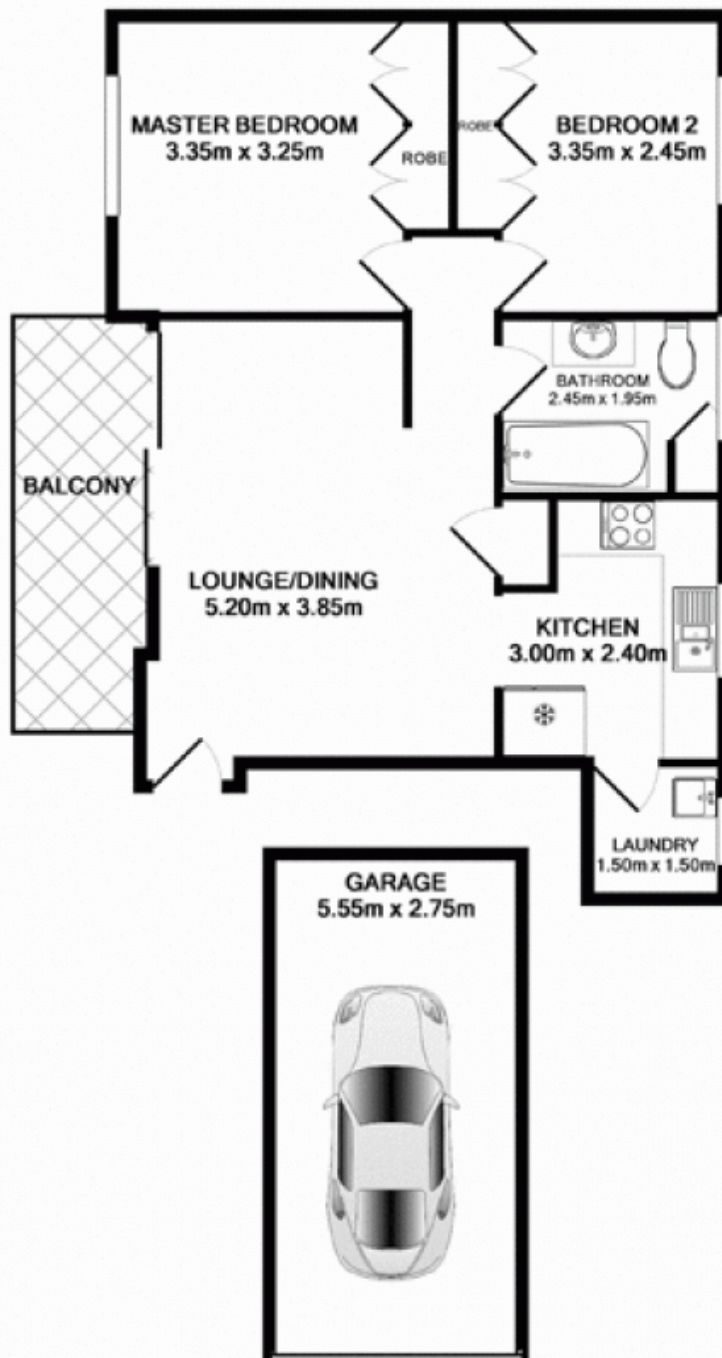 MASTER BEDROOM
3.35m x 3.25m
ROBE
ROBE
BEDROOM 2
3.35m x 2.45m
BATHROOM
2.45m x 1.95m
BALCONY
LOUNGE/DINING
5.20m x 3.85m
KITCHEN
3.00m x 2.40m
LAUNDRY
1.50m x 1.50m
GARAGE
5.55m x 2.75m